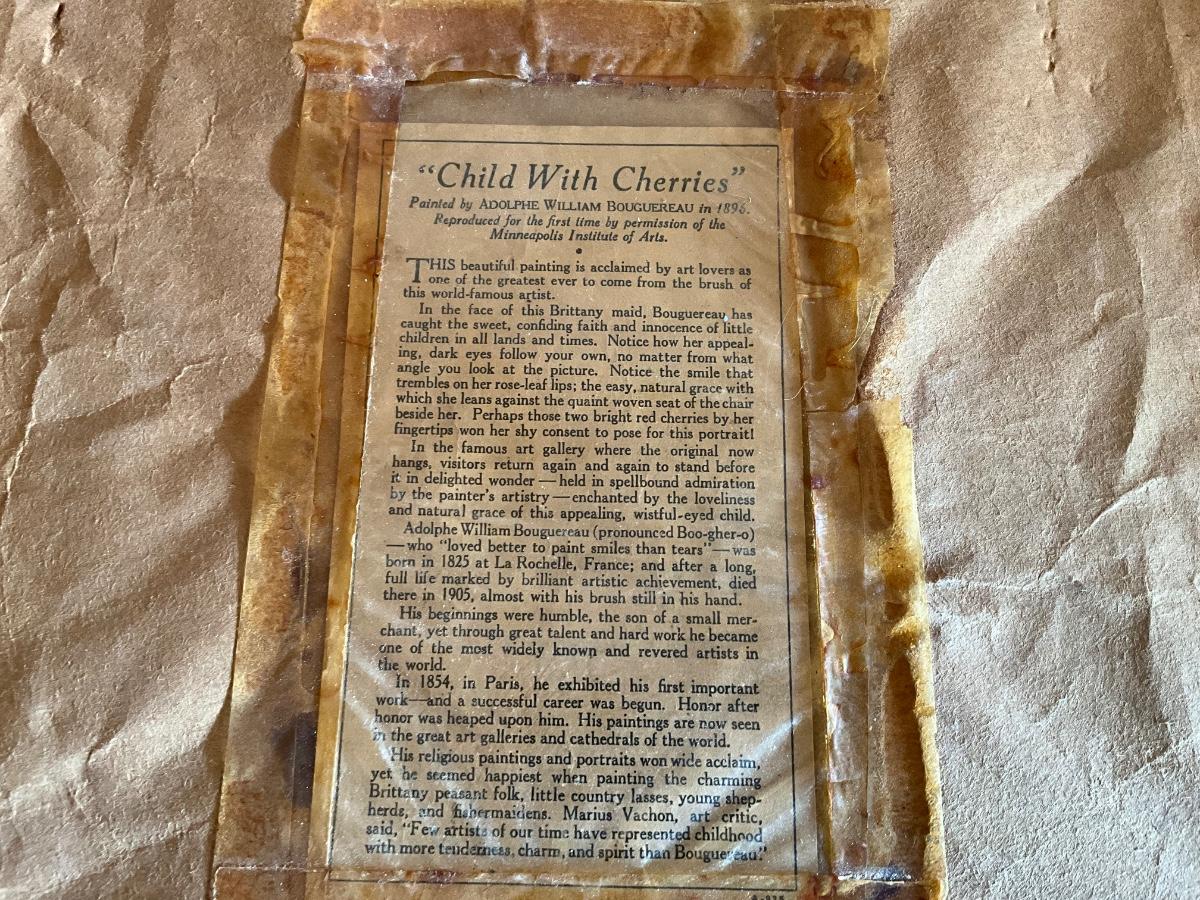 “Child With Cherries”
Painted by ADOLPHE WILLIAM BOUGUEREAU in 1896.
Reproduced for the first time by permission of the
Minneapolis Institute of Arts.
THIS beautiful painting is acclaimed by art lovers as
one of the greatest ever to come from the brush of
this world-famous artist.
In the face of this Brittany maid, Bouguereau has
caught the sweet, confiding faith and innocence of little
children in all lands and times. Notice how her appeal-
ing, dark eyes follow your own, no matter from what
angle you look at the picture. Notice the smile that
trembles on her rose-leaf lips; the easy, natural grace with
which she leans against the quaint woven seat of the chair
beside her. Perhaps those two bright red cherries by her
fingertips won her shy consent to pose for this portrait!
In the famous art gallery where the original now
hangs, visitors return again and again to stand before
it in delighted wonder — held in spellbound admiration
by the painter's artistry — enchanted by the loveliness
and natural grace of this appealing, wistful-eyed child.
Adolphe William Bouguereau (pronounced Boo-gher-o)
— who “loved better to paint smiles than tears” — was
born in 1825 at La Rochelle, France; and after a long,
full life marked by brilliant artistic achievement, died
there in 1905, almost with his brush still in his hand.
His beginnings were humble, the son of a small mer-
chant, yet through great talent and hard work he became
one of the most widely known and revered artists in
the world.
In 1854, in Paris, he exhibited his first important
work—and a successful career was begun. Honor after
honor was heaped upon him. His paintings are now seen
in the great art galleries and cathedrals of the world.
His religious paintings and portraits won wide acclaim,
yet he seemed happiest when painting the charming
Brittany peasant folk, little country lasses, young shep-
herds, and fishermaidens. Marius Vachon, art critic,
said, “Few artists of our time have represented childhood
with more tenderness, charm, and spirit than Bouguereau.”